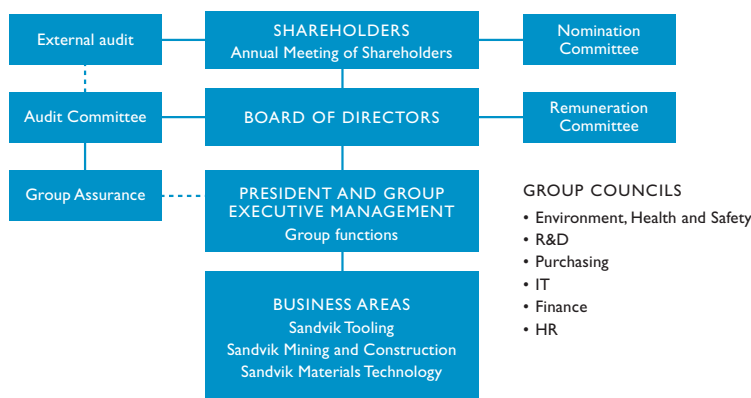 External audit
SHAREHOLDERS
Annual Meeting of Shareholders
Nomination
Committee
Audit Committee
BOARD OF DIRECTORS
Remuneration
Committee
Group Assurance
PRESIDENT AND GROUP
EXECUTIVE MANAGEMENT
Group functions
GROUP COUNCILS
• Environment, Health and Safety
• R&D
• Purchasing
• IT
• Finance
• HR
BUSINESS AREAS
Sandvik Tooling
Sandvik Mining and Construction
Sandvik Materials Technology